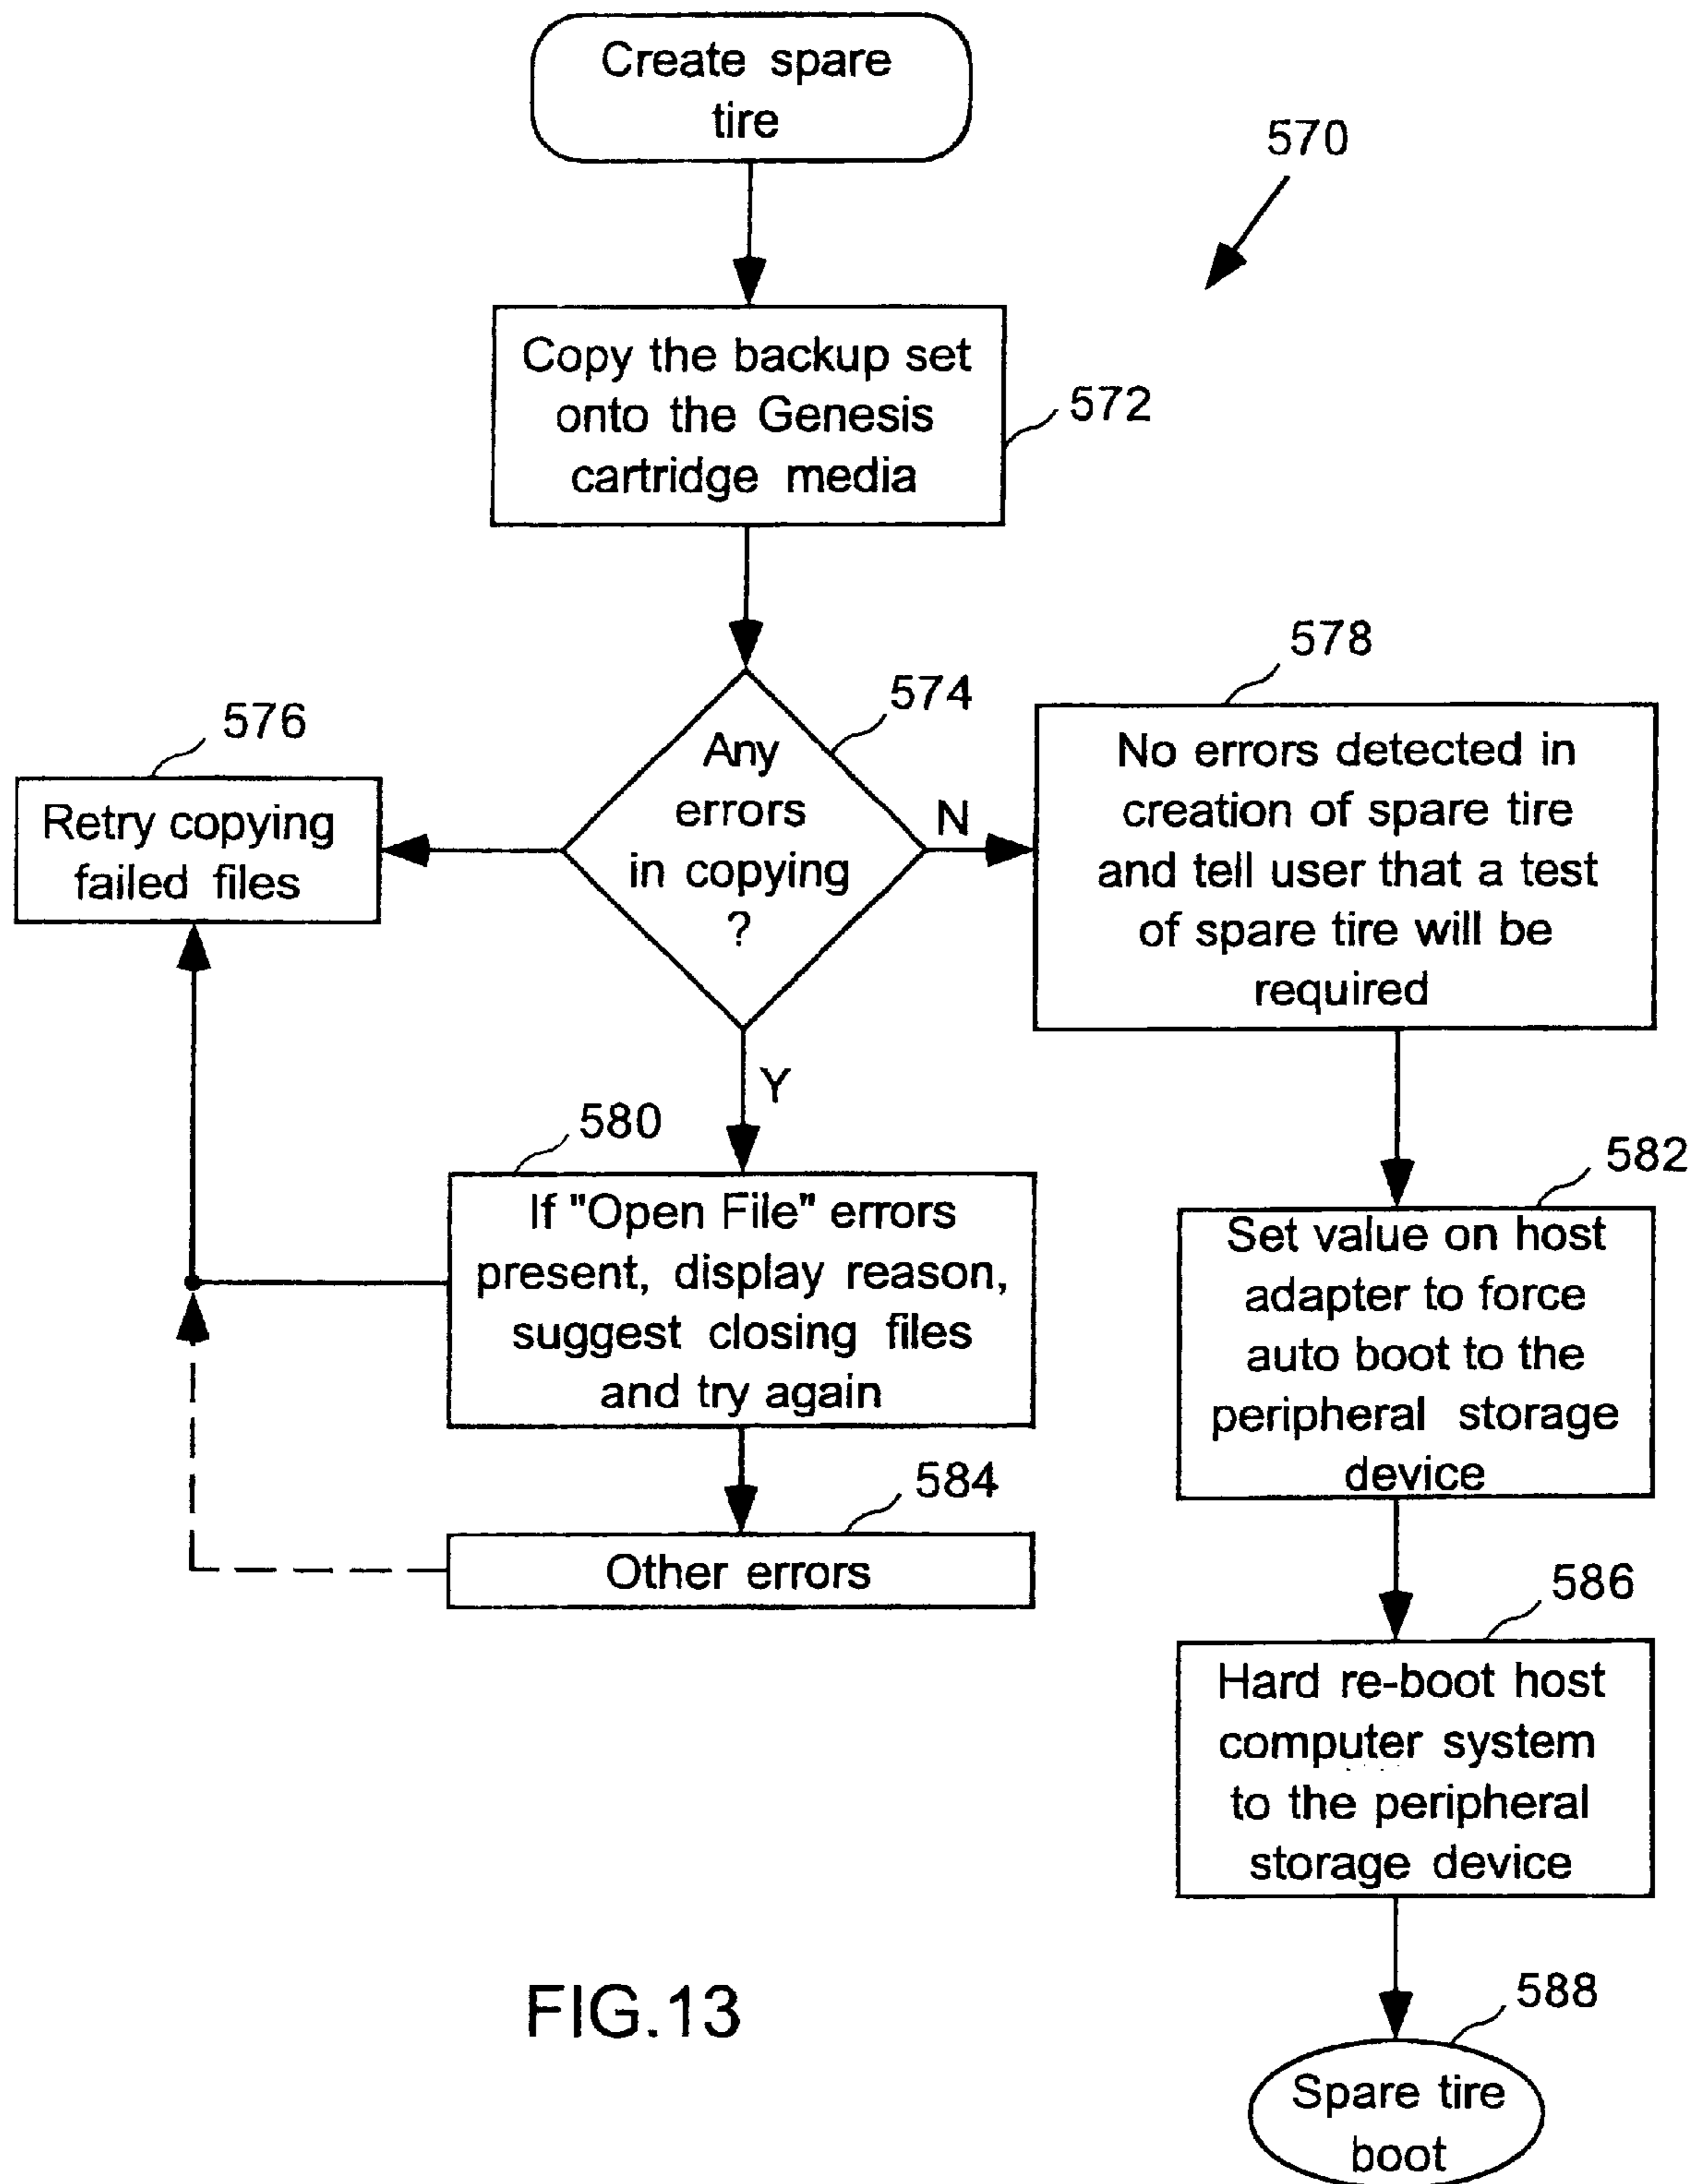 Create spare
tire
570
Copy the backup set
onto the Genesis
cartridge media
572
574
Any
errors
in copying
?
N
Y
576
Retry copying
failed files
578
No errors detected in
creation of spare tire
and tell user that a test
of spare tire will be
required
580
If "Open File" errors
present, display reason,
suggest closing files
and try again
582
Set value on host
adapter to force
auto boot to the
peripheral storage
device
584
Other errors
586
Hard re-boot host
computer system
to the peripheral
storage device
588
Spare tire
boot
FIG.13